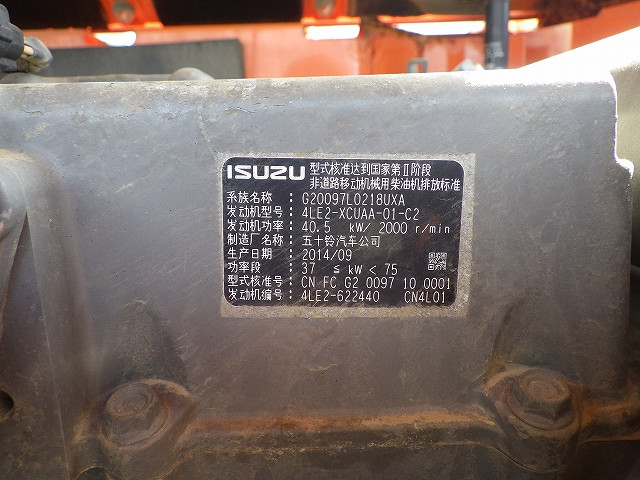 ISUZU 型式核准达到国家第Ⅱ阶段
非道路移动机械用柴油机排放标准
系族名称 : G20097L0218UXA
发动机型号: 4LE2-XCUAA-01-C2
发动机功率: 40.5 kW/ 2000 r/min
制造厂名称: 五十铃汽车公司
生产日期 : 2014/09
功率段 : 37 ≤ kW < 75
型式核准号: CN FC G2 0097 10 0001
发动机编号: 4LE2-622440 CN4L01